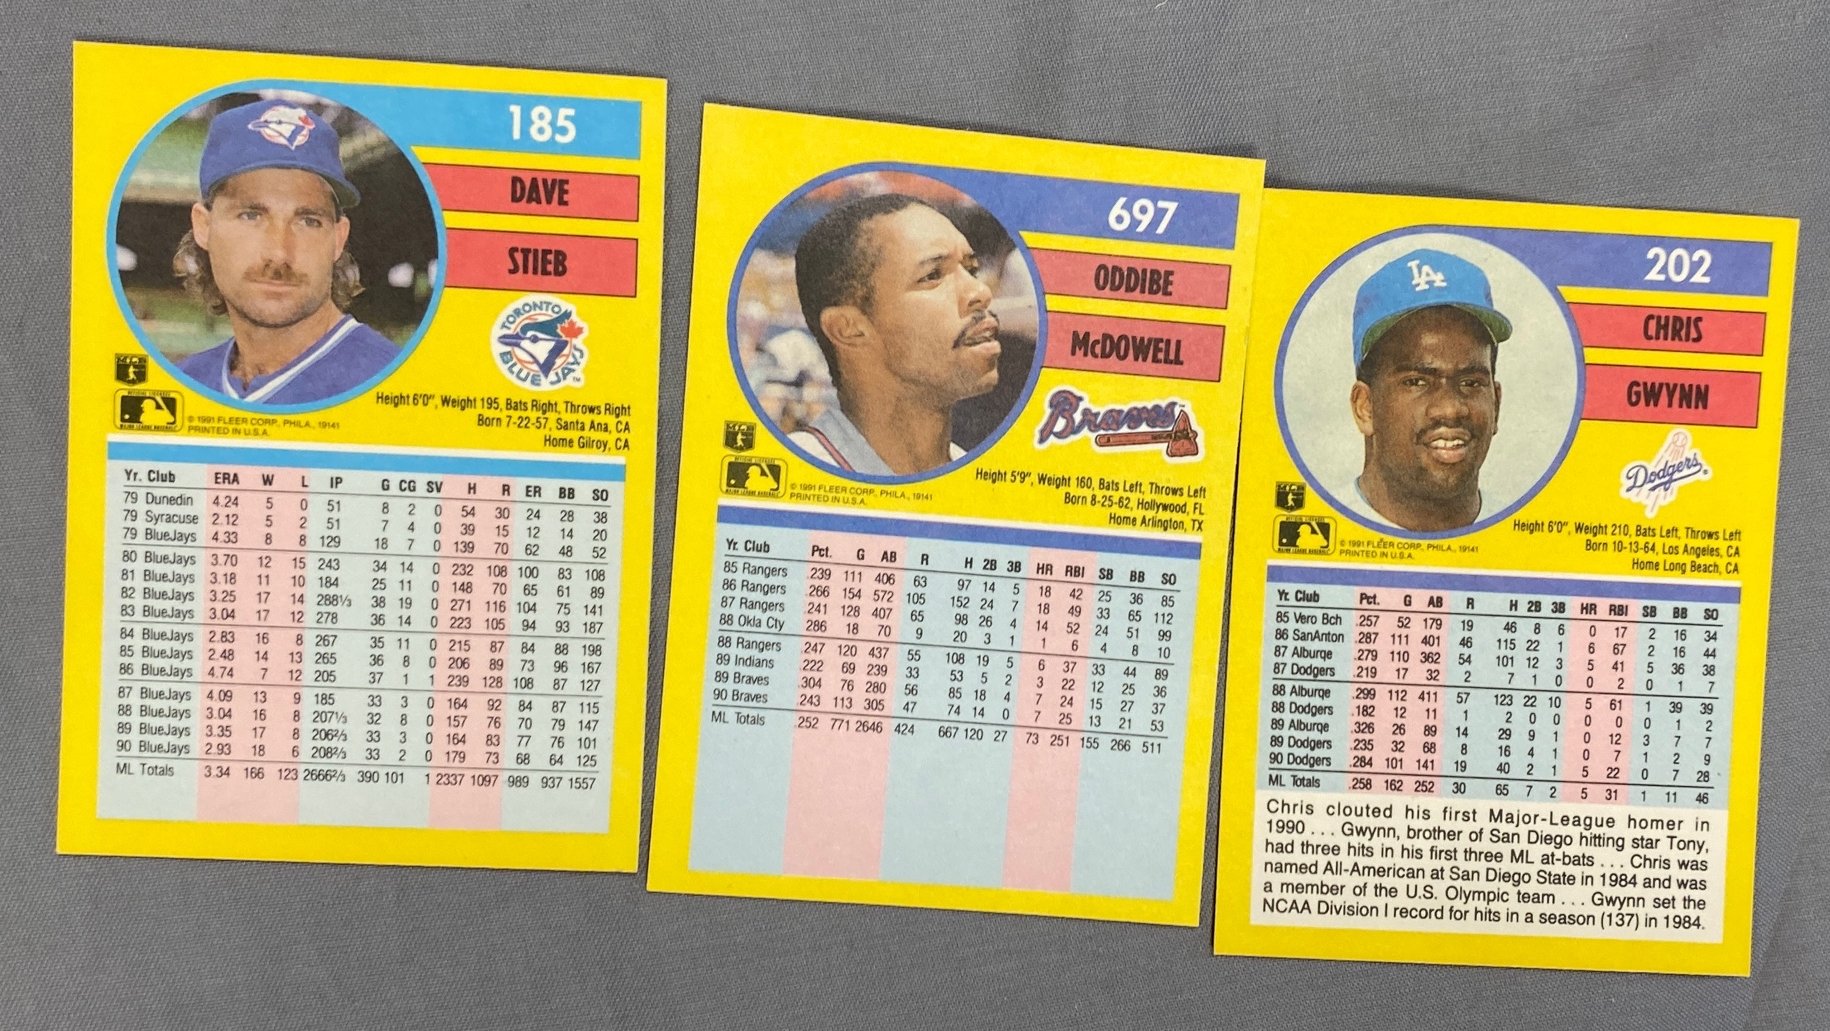 185
DAVE
STIEB
TORONTO
BLUE JAYS™
Height 6'0", Weight 195, Bats Right, Throws Right
Born 7-22-57, Santa Ana, CA
Home Gilroy, CA
© 1991 FLEER CORP., PHILA., 19141
PRINTED IN U.S.A.
Yr. Club ERA W L IP G CG SV H R ER BB SO
79 Dunedin 4.24 5 0 51 8 2 0 54 30 24 28 38
79 Syracuse 2.12 5 2 51 7 4 0 39 15 12 14 20
79 BlueJays 4.33 8 8 129 18 7 0 139 70 62 48 52
80 BlueJays 3.70 12 15 243 34 14 0 232 108 100 83 108
81 BlueJays 3.18 11 10 184 25 11 0 148 70 65 61 89
82 BlueJays 3.25 17 14 288⅓ 38 19 0 271 116 104 75 141
83 BlueJays 3.04 17 12 278 36 14 0 223 105 94 93 187
84 BlueJays 2.83 16 8 267 35 11 0 215 87 84 88 198
85 BlueJays 2.48 14 13 265 36 8 0 206 89 73 96 167
86 BlueJays 4.74 7 12 205 37 1 1 239 128 108 87 127
87 BlueJays 4.09 13 9 185 33 3 0 164 92 84 87 115
88 BlueJays 3.04 16 8 207⅓ 32 8 0 157 76 70 79 147
89 BlueJays 3.35 17 8 206⅔ 33 3 0 164 83 77 76 101
90 BlueJays 2.93 18 6 208⅔ 33 2 0 179 73 68 64 125
ML Totals 3.34 166 123 2666⅔ 390 101 1 2337 1097 989 937 1557
697
ODDIBE
McDOWELL
Braves
Height 5'9", Weight 160, Bats Left, Throws Left
Born 8-25-62, Hollywood, FL
Home Arlington, TX
© 1991 FLEER CORP., PHILA., 19141
PRINTED IN U.S.A.
Yr. Club Pct. G AB R H 2B 3B HR RBI SB BB SO
85 Rangers .239 111 406 63 97 14 5 18 42 25 36 85
86 Rangers .266 154 572 105 152 24 7 18 49 33 65 112
87 Rangers .241 128 407 65 98 26 4 14 52 24 51 99
88 Okla Cty .286 18 70 9 20 3 1 1 6 4 8 10
88 Rangers .247 120 437 55 108 19 5 6 37 33 44 89
89 Indians .222 69 239 33 53 5 2 3 22 12 25 36
89 Braves .304 76 280 56 85 18 4 7 24 15 27 37
90 Braves .243 113 305 47 74 14 0 7 25 13 21 53
ML Totals .252 771 2646 424 667 120 27 73 251 155 266 511
202
CHRIS
GWYNN
LA
Dodgers
Height 6'0", Weight 210, Bats Left, Throws Left
Born 10-13-64, Los Angeles, CA
Home Long Beach, CA
© 1991 FLEER CORP., PHILA., 19141
PRINTED IN U.S.A.
Yr. Club Pct. G AB R H 2B 3B HR RBI SB BB SO
85 Vero Bch .257 52 179 19 46 8 6 0 17 2 16 34
86 SanAnton .287 111 401 46 115 22 1 6 67 2 16 44
87 Alburqe .279 110 362 54 101 12 3 5 41 5 36 38
87 Dodgers .219 17 32 2 7 1 0 0 2 0 1 7
88 Alburqe .299 112 411 57 123 22 10 5 61 1 39 39
88 Dodgers .182 12 11 1 2 0 0 0 0 0 1 2
89 Alburqe .326 26 89 14 29 9 1 0 12 3 7 7
89 Dodgers .235 32 68 8 16 4 1 0 7 1 2 9
90 Dodgers .284 101 141 19 40 2 1 5 22 0 7 28
ML Totals .258 162 252 30 65 7 2 5 31 1 11 46
Chris clouted his first Major-League homer in
1990 . . . Gwynn, brother of San Diego hitting star Tony,
had three hits in his first three ML at-bats . . . Chris was
named All-American at San Diego State in 1984 and was
a member of the U.S. Olympic team . . . Gwynn set the
NCAA Division I record for hits in a season (137) in 1984.